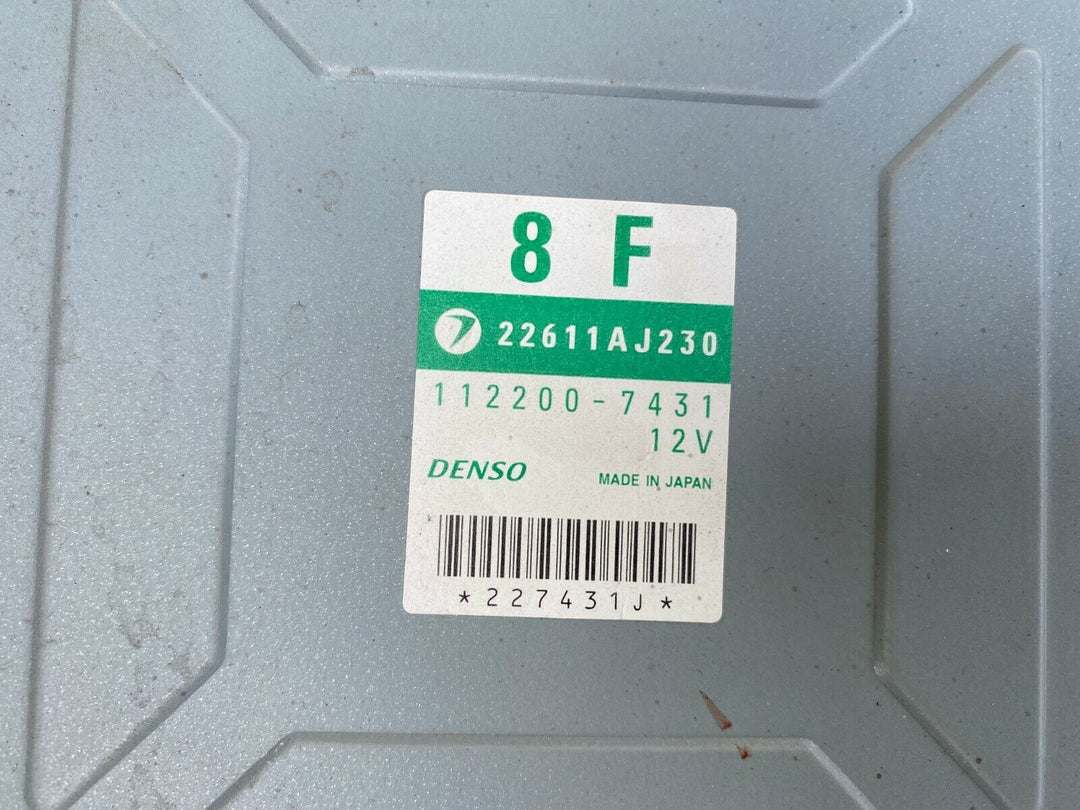 8 F
22611AJ230
112200-7431
12V
DENSO MADE IN JAPAN
*227431J*